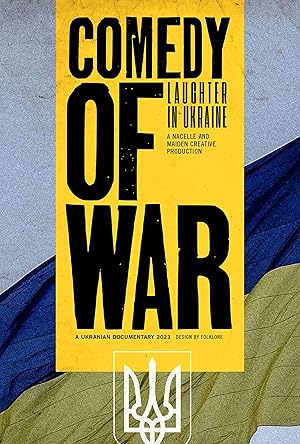 COMEDY
LAUGHTER
IN UKRAINE
A NACELLE AND
MAIDEN CREATIVE
PRODUCTION
OF
WAR
A UKRANIAN DOCUMENTARY 2023 DESIGN BY FOLKLORE